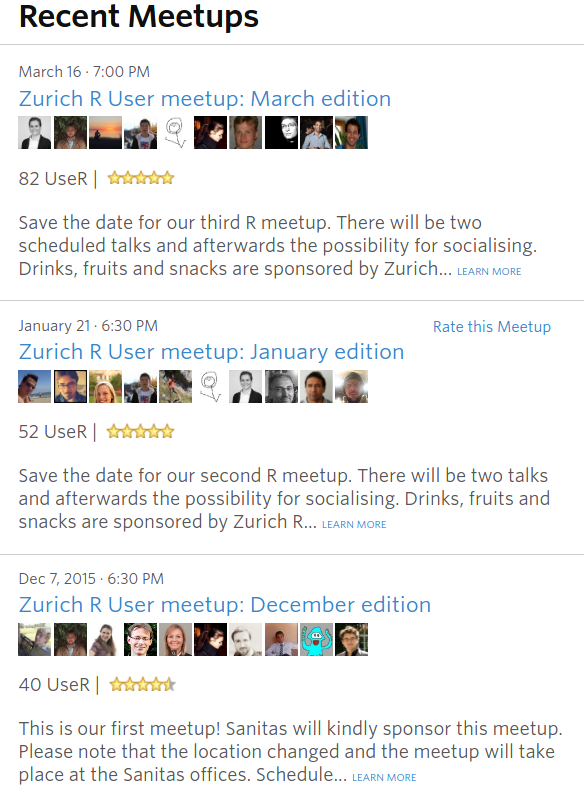 Recent Meetups
March 16 · 7:00 PM
Zurich R User meetup: March edition
82 UseR |
Save the date for our third R meetup. There will be two
scheduled talks and afterwards the possibility for socialising.
Drinks, fruits and snacks are sponsored by Zurich... LEARN MORE
January 21 · 6:30 PM
Rate this Meetup
Zurich R User meetup: January edition
52 UseR |
Save the date for our second R meetup. There will be two talks
and afterwards the possibility for socialising. Drinks, fruits and
snacks are sponsored by Zurich R... LEARN MORE
Dec 7, 2015 · 6:30 PM
Zurich R User meetup: December edition
40 UseR |
This is our first meetup! Sanitas will kindly sponsor this meetup.
Please note that the location changed and the meetup will take
place at the Sanitas offices. Schedule... LEARN MORE